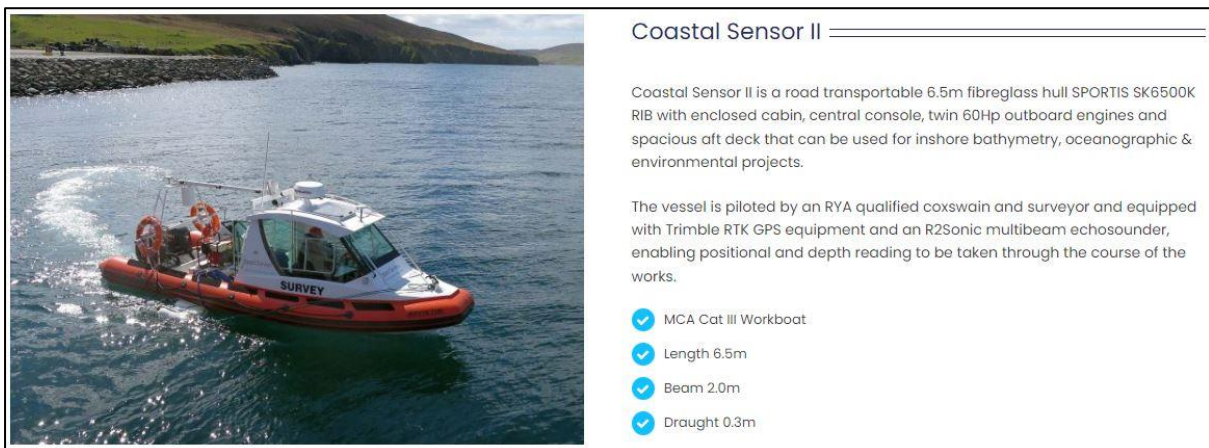 Coastal Sensor II
Coastal Sensor II is a road transportable 6.5m fibreglass hull SPORTIS SK6500K
RIB with enclosed cabin, central console, twin 60Hp outboard engines and
spacious aft deck that can be used for inshore bathymetry, oceanographic &
environmental projects.
The vessel is piloted by an RYA qualified coxswain and surveyor and equipped
with Trimble RTK GPS equipment and an R2Sonic multibeam echosounder,
enabling positional and depth reading to be taken through the course of the
works.
MCA Cat III Workboat
Length 6.5m
Beam 2.0m
Draught 0.3m
SURVEY